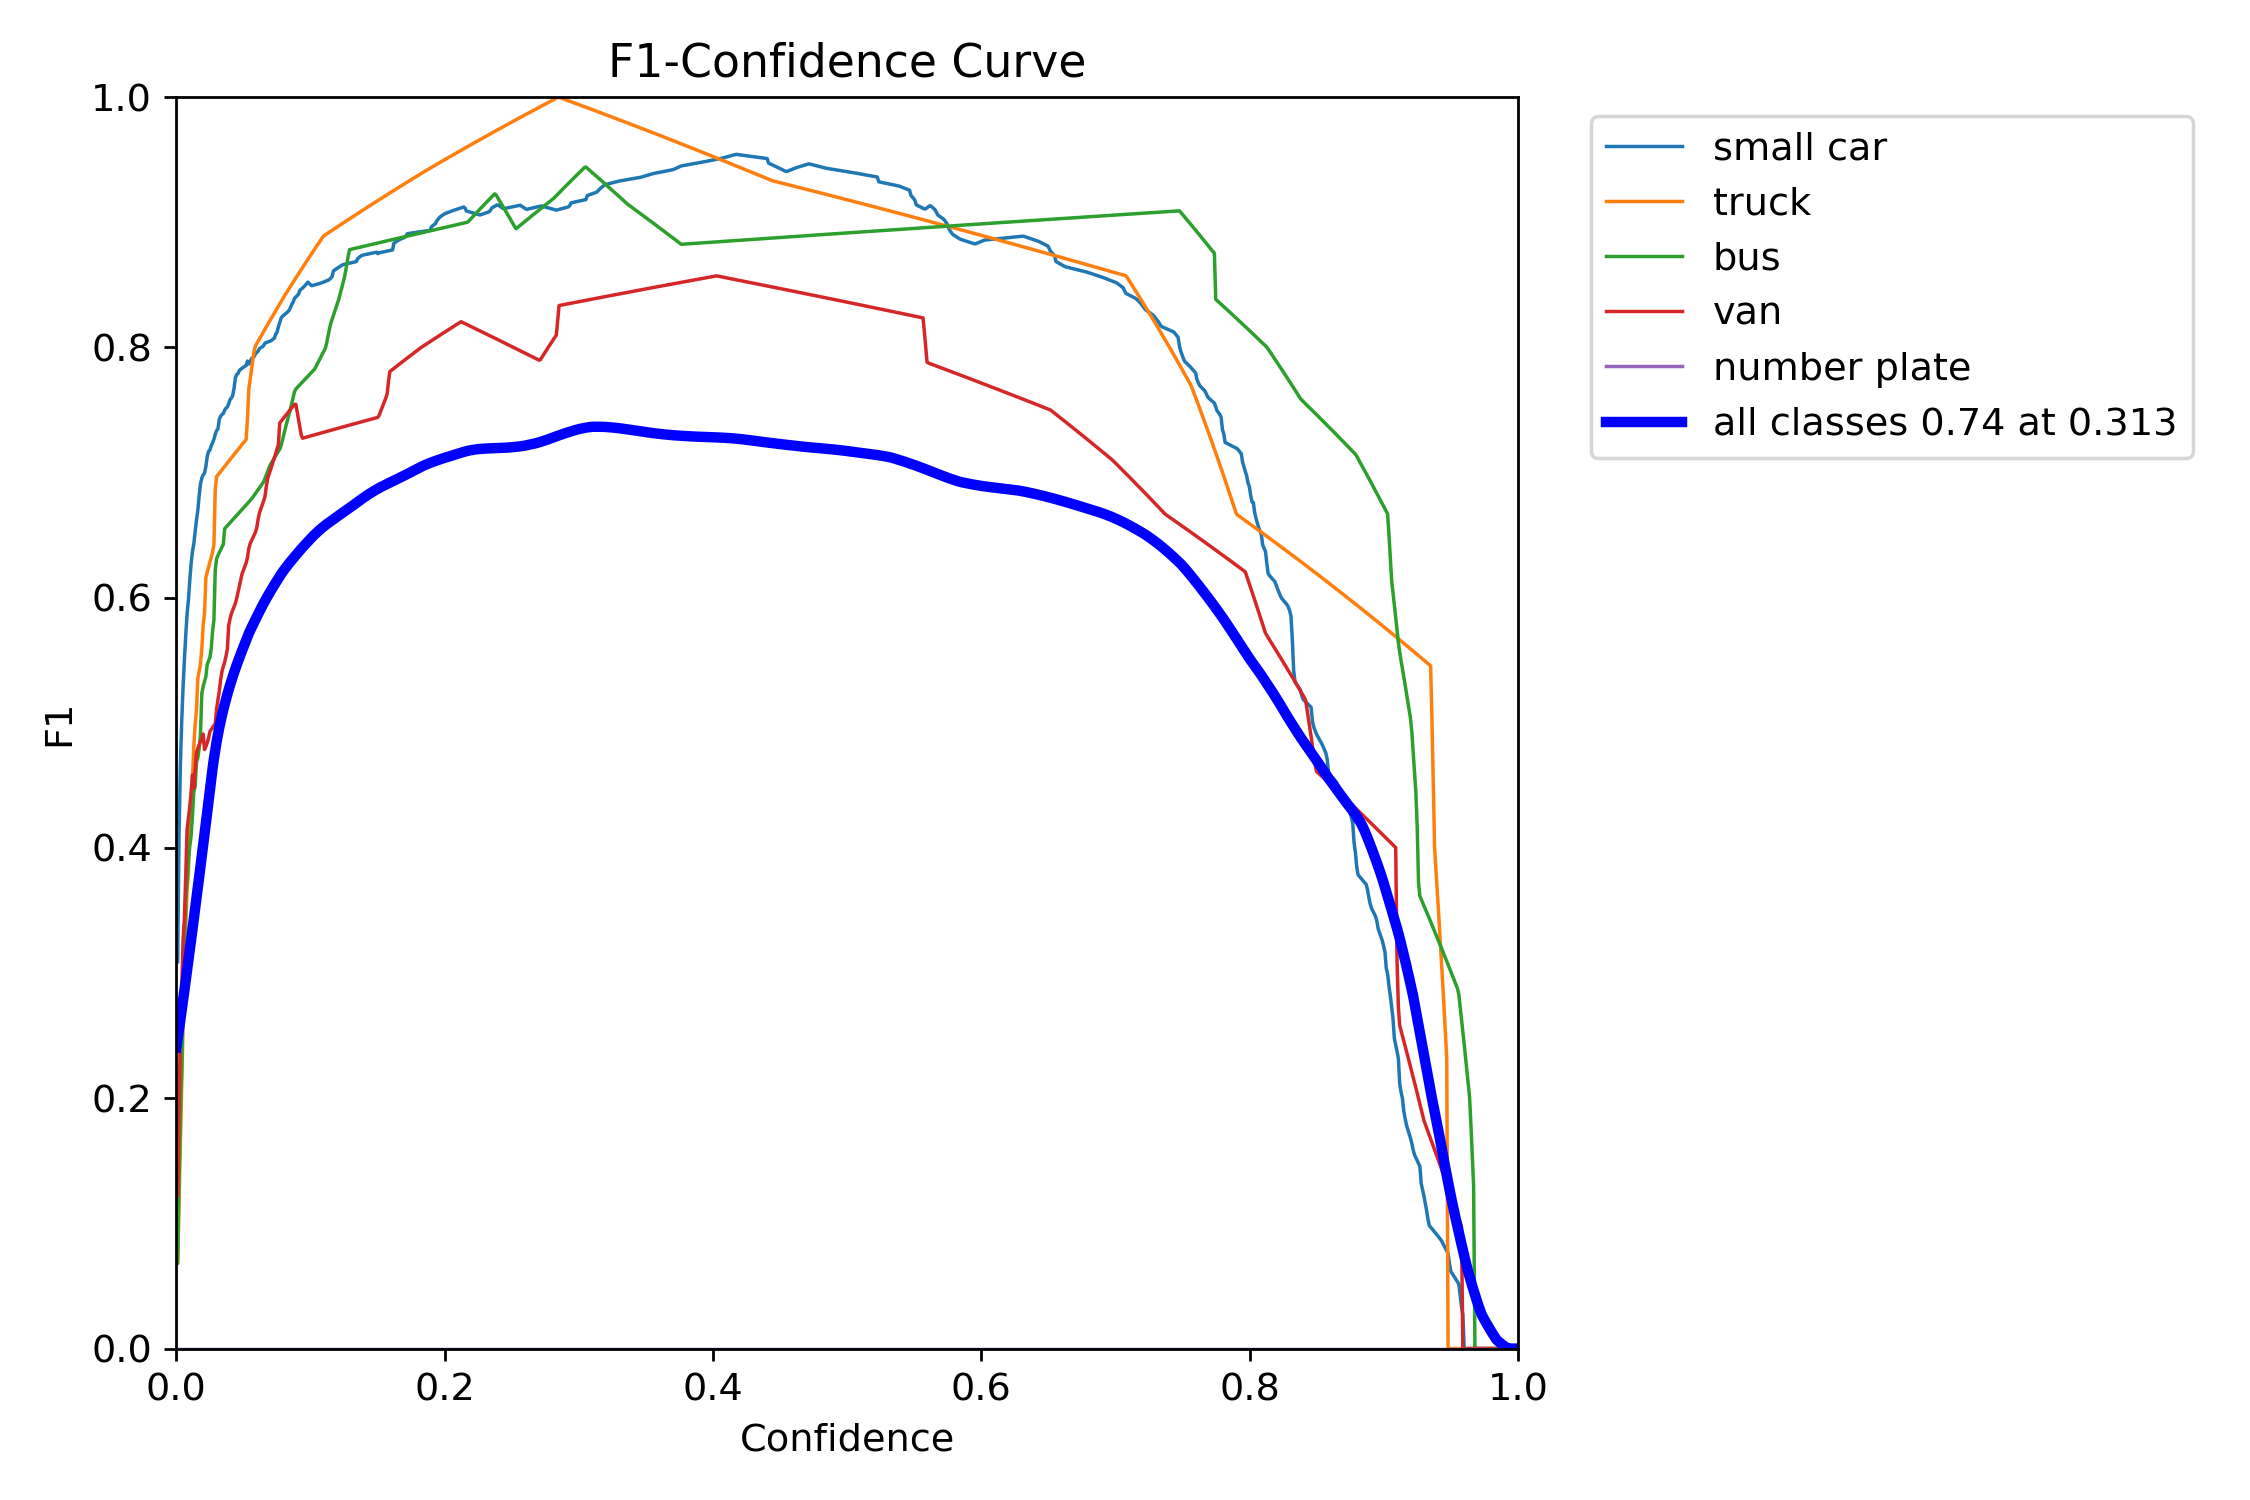 F1-Confidence Curve
1.0
0.8
0.6
0.4
0.2
0.0
F1
0.0 0.2 0.4 0.6 0.8 1.0
Confidence
small car
truck
bus
van
number plate
all classes 0.74 at 0.313